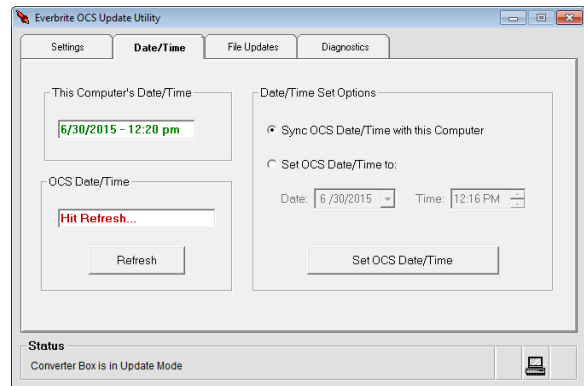 Everbrite OCS Update Utility
Settings
Date/Time
File Updates
Diagnostics
This Computer's Date/Time
6/30/2015 - 12:20 pm
OCS Date/Time
Hit Refresh...
Refresh
Date/Time Set Options
Sync OCS Date/Time with this Computer
Set OCS Date/Time to:
Date: 6 /30/2015 Time: 12:16 PM
Set OCS Date/Time
Status
Converter Box is in Update Mode